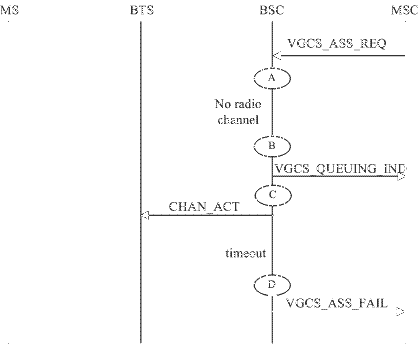 MS BTS BSC MSC
VGCS_ASS_REQ
A
No radio
channel
B
VGCS_QUEUING_IND
C
CHAN_ACT
timeout
D
VGCS_ASS_FAIL